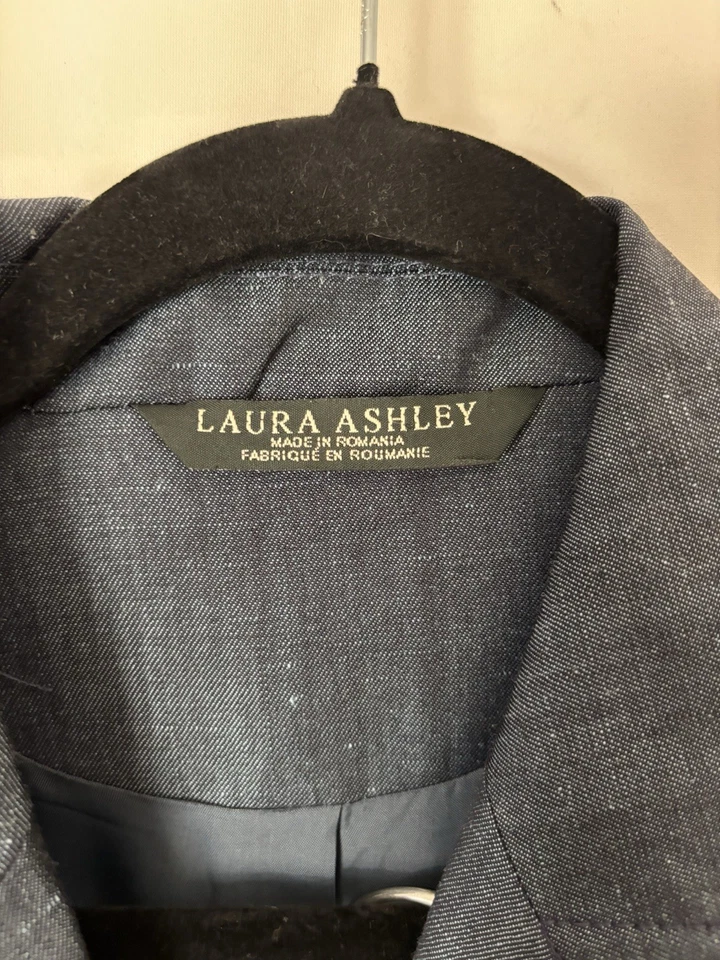 LAURA ASHLEY
MADE IN ROMANIA
FABRIQUÉ EN ROUMANIE